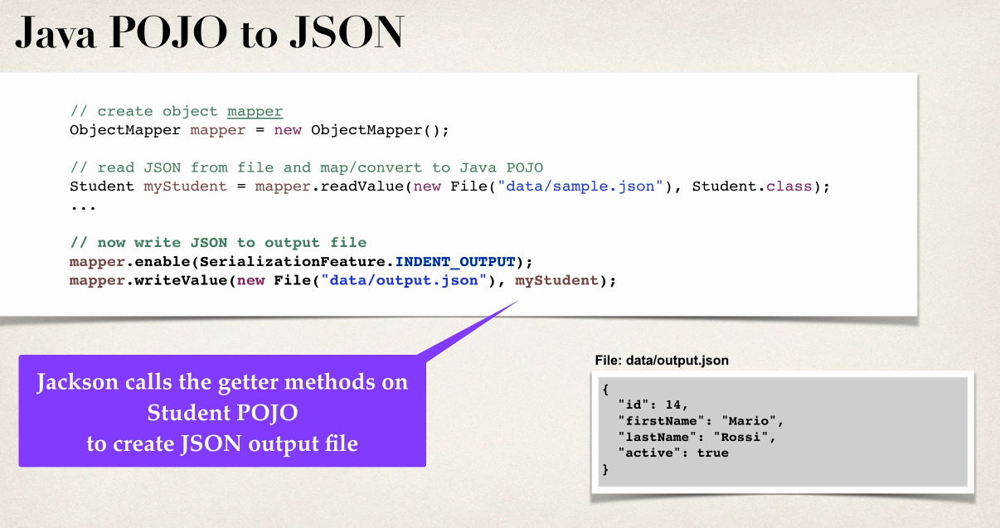 Java POJO to JSON
// create object mapper
ObjectMapper mapper = new ObjectMapper();
// read JSON from file and map/convert to Java POJO
Student myStudent = mapper.readValue(new File("data/sample.json"), Student.class);
...
// now write JSON to output file
mapper.enable(SerializationFeature.INDENT_OUTPUT);
mapper.writeValue(new File("data/output.json"), myStudent);
Jackson calls the getter methods on
Student POJO
to create JSON output file
File: data/output.json
{
  "id": 14,
  "firstName": "Mario",
  "lastName": "Rossi",
  "active": true
}